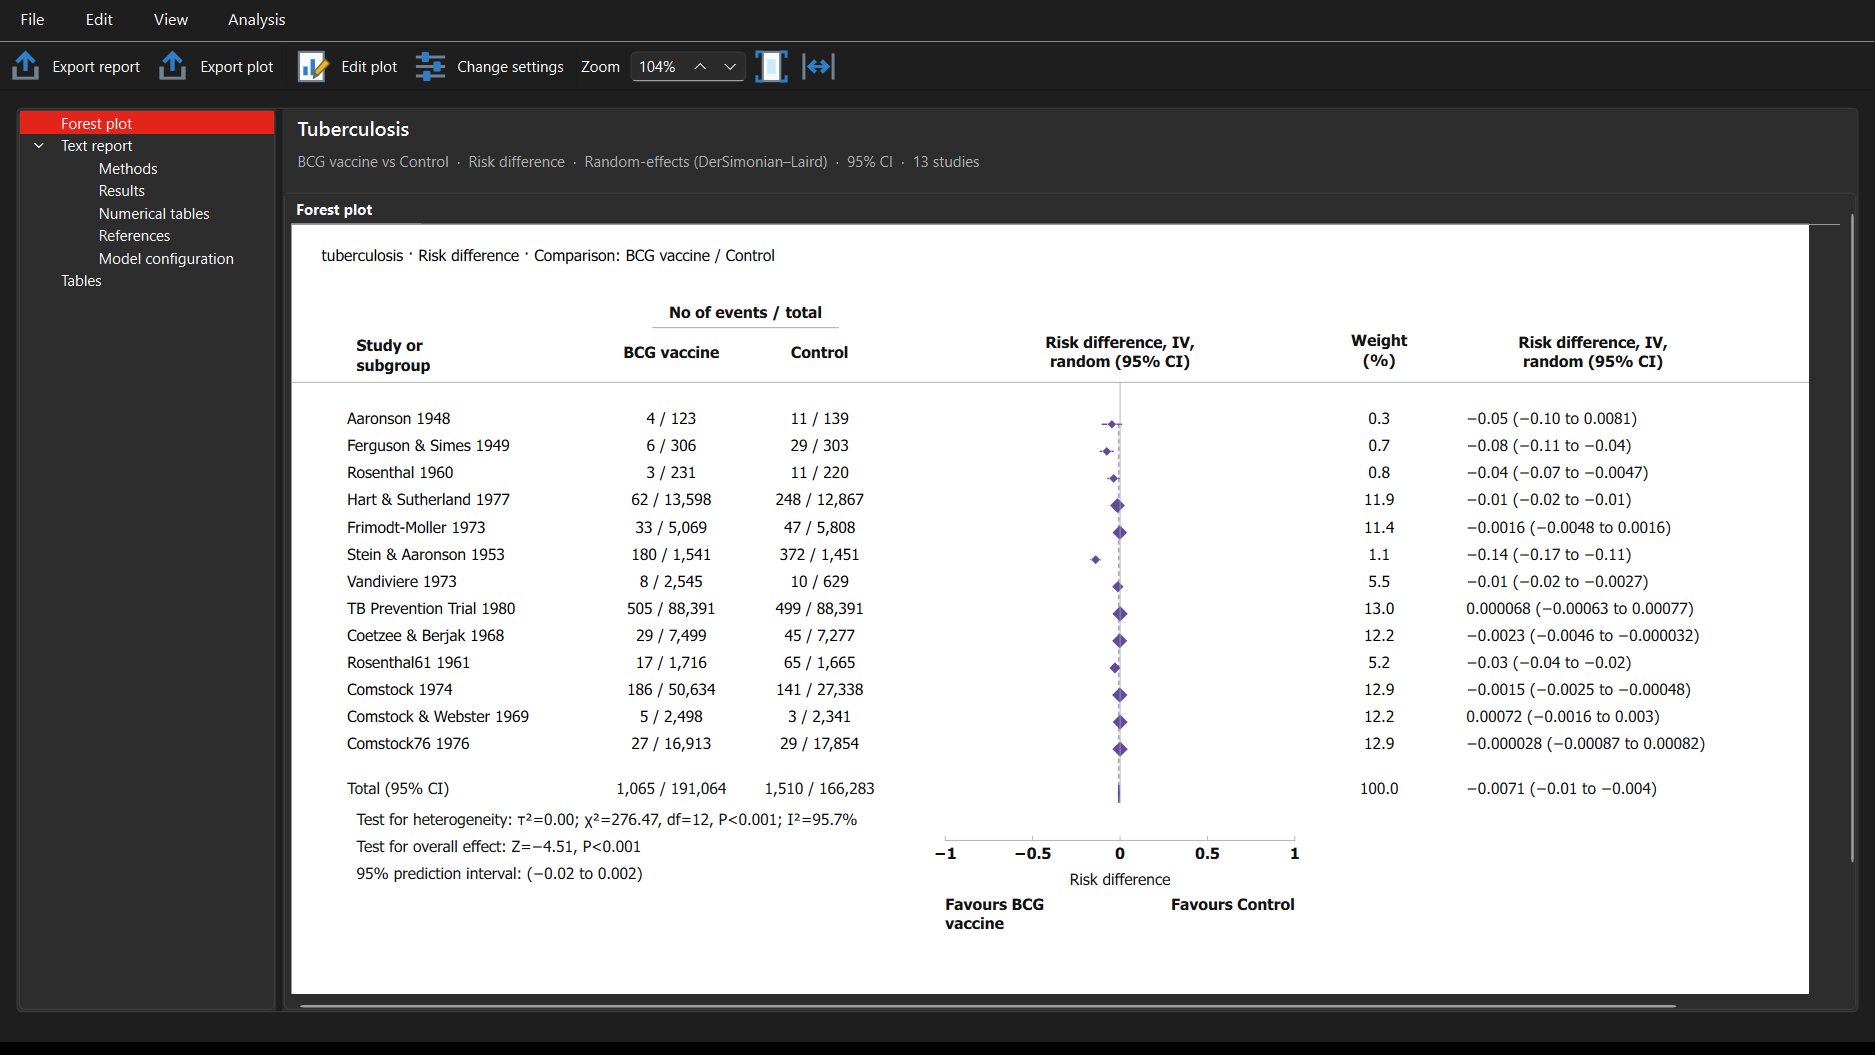 File Edit View Analysis
Export report Export plot Edit plot Change settings Zoom 104%
Forest plot
Text report
Methods
Results
Numerical tables
References
Model configuration
Tables
Tuberculosis
BCG vaccine vs Control · Risk difference · Random-effects (DerSimonian–Laird) · 95% CI · 13 studies
Forest plot
tuberculosis · Risk difference · Comparison: BCG vaccine / Control
No of events / total
Study or subgroup BCG vaccine Control Risk difference, IV, random (95% CI) Weight (%) Risk difference, IV, random (95% CI)
Aaronson 1948 4 / 123 11 / 139 0.3 −0.05 (−0.10 to 0.0081)
Ferguson & Simes 1949 6 / 306 29 / 303 0.7 −0.08 (−0.11 to −0.04)
Rosenthal 1960 3 / 231 11 / 220 0.8 −0.04 (−0.07 to −0.0047)
Hart & Sutherland 1977 62 / 13,598 248 / 12,867 11.9 −0.01 (−0.02 to −0.01)
Frimodt-Moller 1973 33 / 5,069 47 / 5,808 11.4 −0.0016 (−0.0048 to 0.0016)
Stein & Aaronson 1953 180 / 1,541 372 / 1,451 1.1 −0.14 (−0.17 to −0.11)
Vandiviere 1973 8 / 2,545 10 / 629 5.5 −0.01 (−0.02 to −0.0027)
TB Prevention Trial 1980 505 / 88,391 499 / 88,391 13.0 0.000068 (−0.00063 to 0.00077)
Coetzee & Berjak 1968 29 / 7,499 45 / 7,277 12.2 −0.0023 (−0.0046 to −0.000032)
Rosenthal61 1961 17 / 1,716 65 / 1,665 5.2 −0.03 (−0.04 to −0.02)
Comstock 1974 186 / 50,634 141 / 27,338 12.9 −0.0015 (−0.0025 to −0.00048)
Comstock & Webster 1969 5 / 2,498 3 / 2,341 12.2 0.00072 (−0.0016 to 0.003)
Comstock76 1976 27 / 16,913 29 / 17,854 12.9 −0.000028 (−0.00087 to 0.00082)
Total (95% CI) 1,065 / 191,064 1,510 / 166,283 100.0 −0.0071 (−0.01 to −0.004)
Test for heterogeneity: τ²=0.00; χ²=276.47, df=12, P<0.001; I²=95.7%
Test for overall effect: Z=−4.51, P<0.001
95% prediction interval: (−0.02 to 0.002)
−1 −0.5 0 0.5 1
Risk difference
Favours BCG vaccine Favours Control